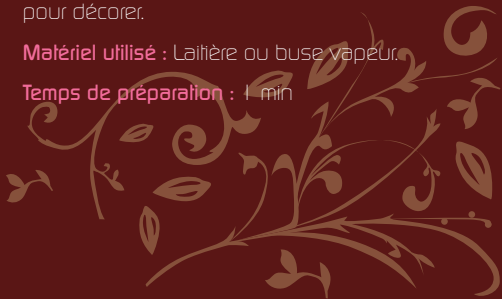 pour décorer.
Matériel utilisé : Laitière ou buse vapeur.
Temps de préparation : 1 min